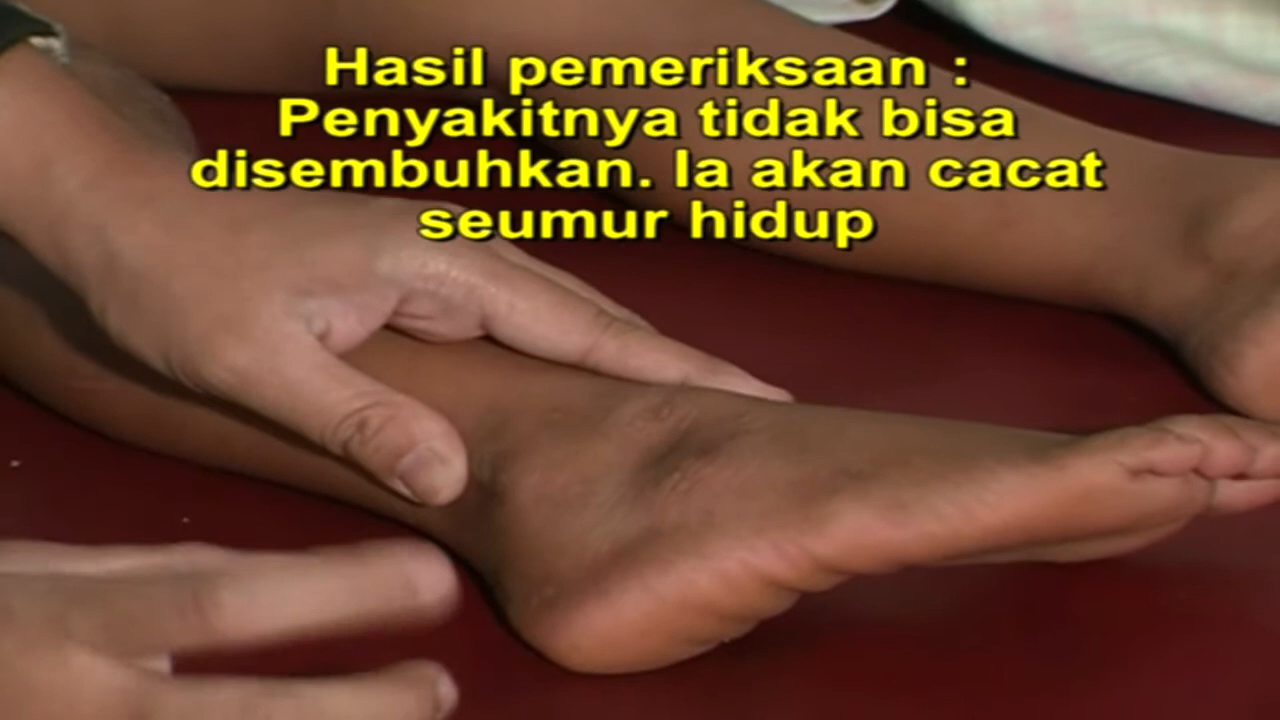 Hasil pemeriksaan :
Penyakitnya tidak bisa
disembuhkan. Ia akan cacat
seumur hidup